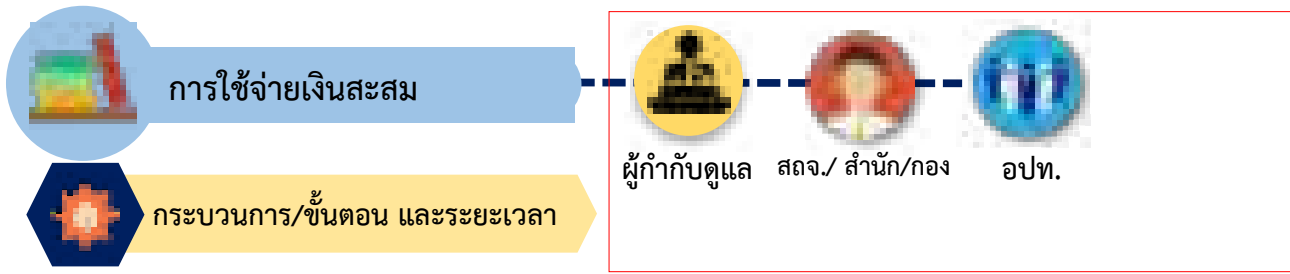 การใช้จ่ายเงินสะสม
ผู้กำกับดูแล
สถจ./ สำนัก/กอง
อปท.
กระบวนการ/ขั้นตอน และระยะเวลา